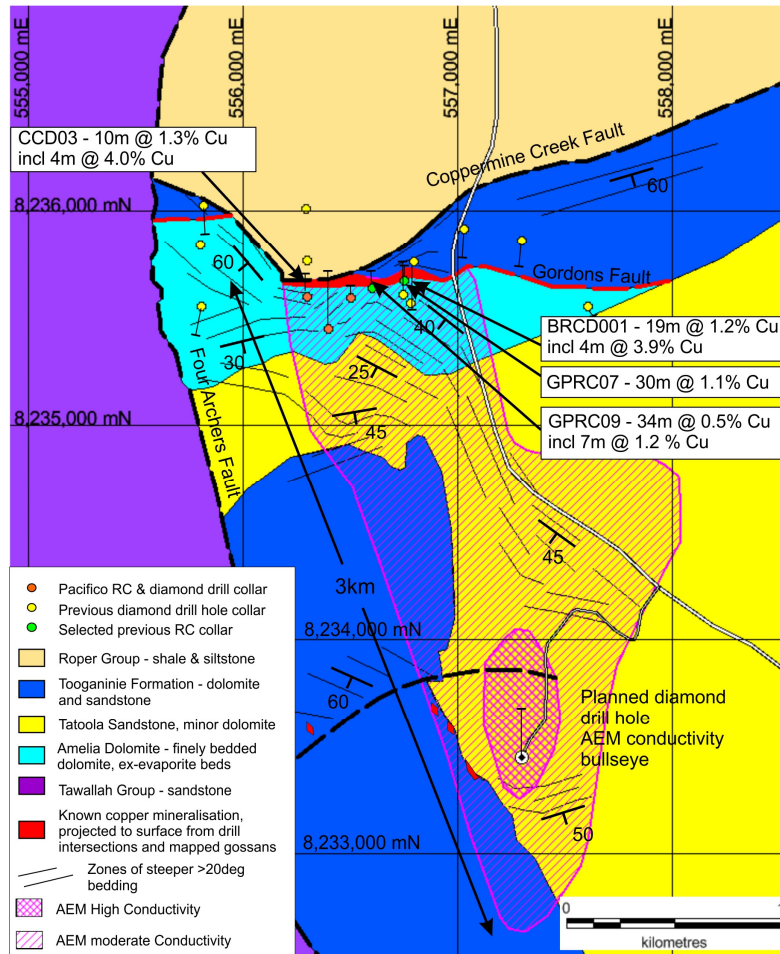 555,000 mE
556,000 mE
557,000 mE
558,000 mE
CCD03 - 10m @ 1.3% Cu
incl 4m @ 4.0% Cu
Coppermine Creek Fault
60
8,236,000 mN
60
Gordons Fault
BRCD001 - 19m @ 1.2% Cu
incl 4m @ 3.9% Cu
40
30
25
GPRC07 - 30m @ 1.1% Cu
Four Archers Fault
GPRC09 - 34m @ 0.5% Cu
incl 7m @ 1.2 % Cu
8,235,000 mN
45
45
3km
8,234,000 mN
60
Planned diamond
drill hole
AEM conductivity
bullseye
50
8,233,000 mN
Pacifico RC & diamond drill collar
Previous diamond drill hole collar
Selected previous RC collar
Roper Group - shale & siltstone
Tooganinie Formation - dolomite
and sandstone
Tatoola Sandstone, minor dolomite
Amelia Dolomite - finely bedded
dolomite, ex-evaporite beds
Tawallah Group - sandstone
Known copper mineralisation,
projected to surface from drill
intersections and mapped gossans
Zones of steeper >20deg
bedding
AEM High Conductivity
AEM moderate Conductivity
0
kilometres